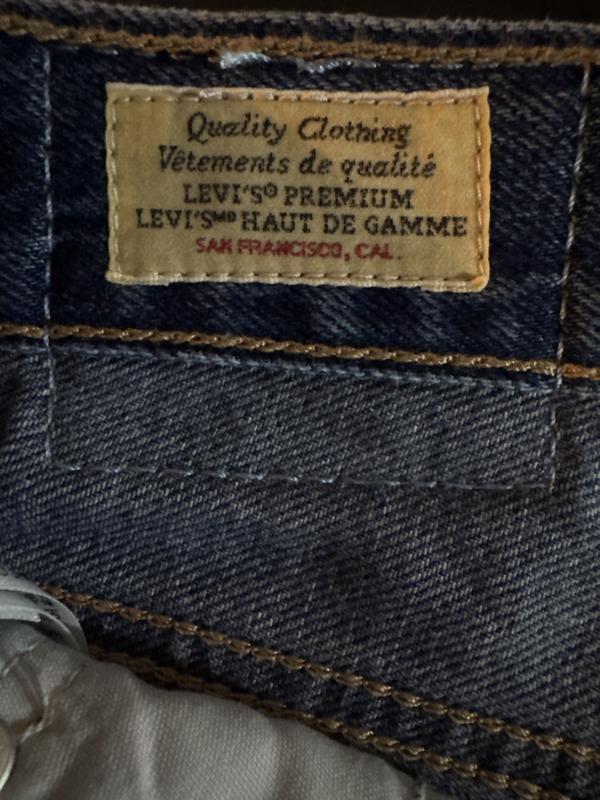 Quality Clothing
Vêtements de qualité
LEVI'S® PREMIUM
LEVI'Sᴹᴰ HAUT DE GAMME
SAN FRANCISCO, CAL.